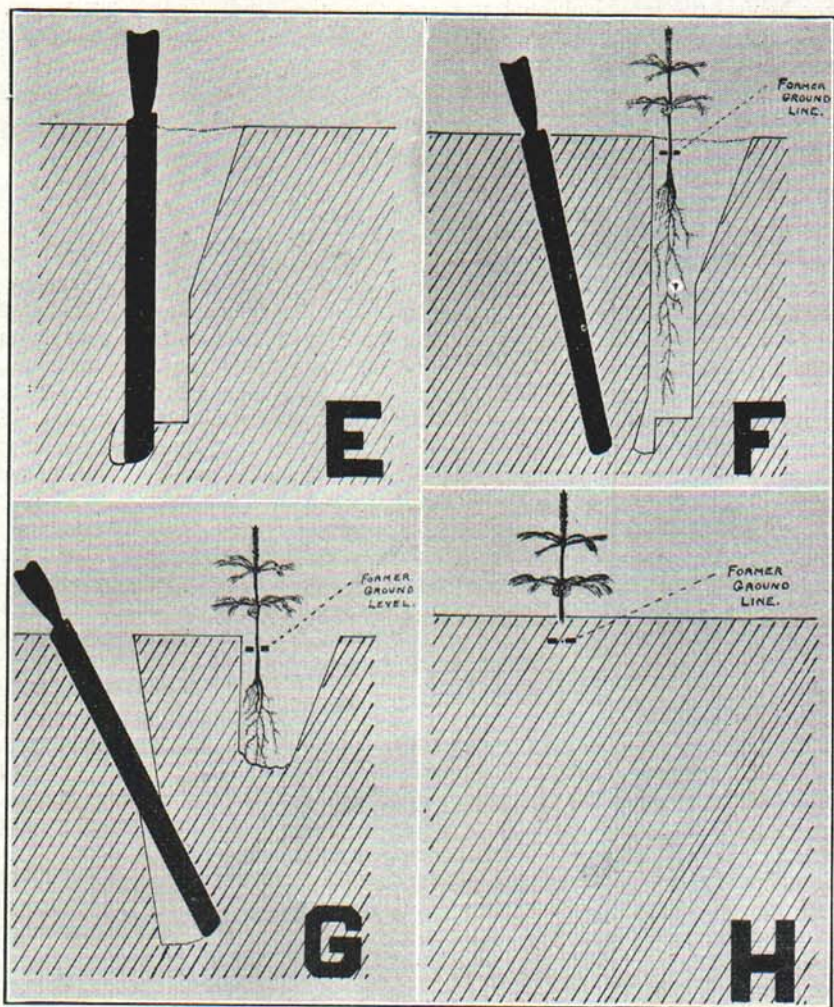 E
FORMER
GROUND
LINE.
F
FORMER
GROUND
LEVEL.
G
FORMER
GROUND
LINE.
H